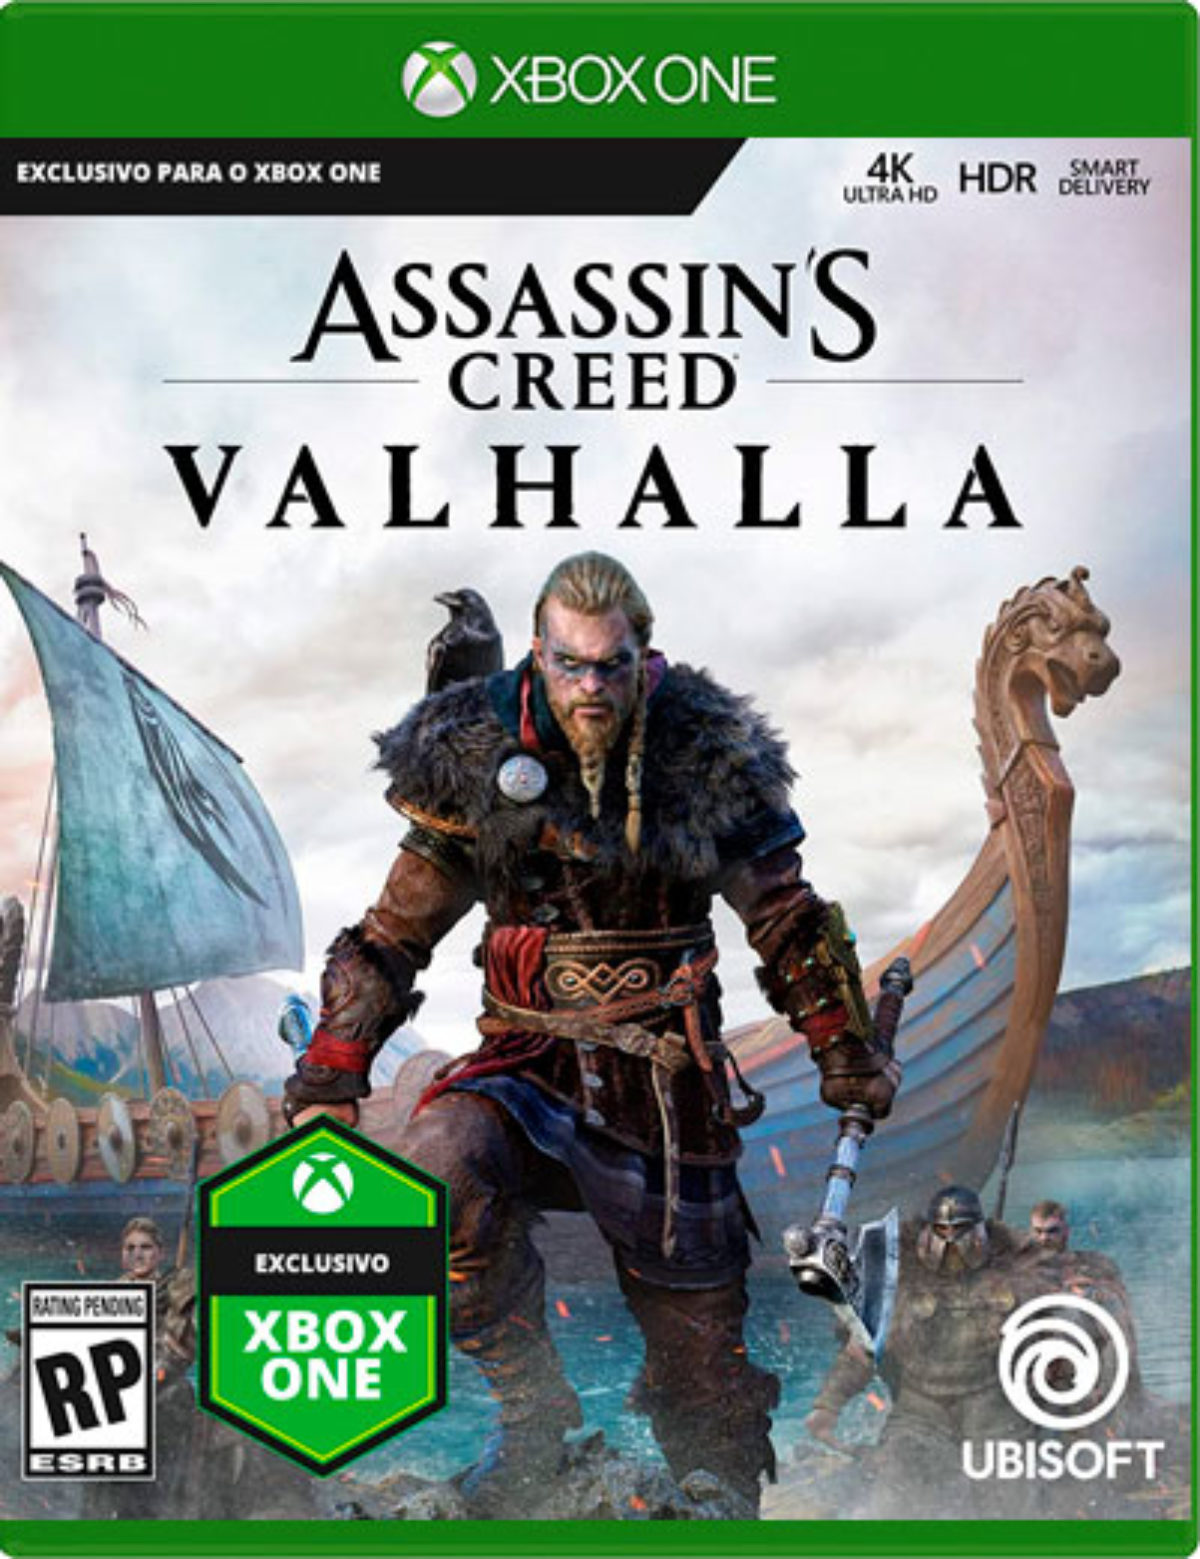 XBOX ONE
EXCLUSIVO PARA O XBOX ONE
4K
ULTRA HD
HDR
SMART
DELIVERY
ASSASSIN'S
CREED
VALHALLA
EXCLUSIVO
XBOX
ONE
RATING PENDING
RP
ESRB
UBISOFT